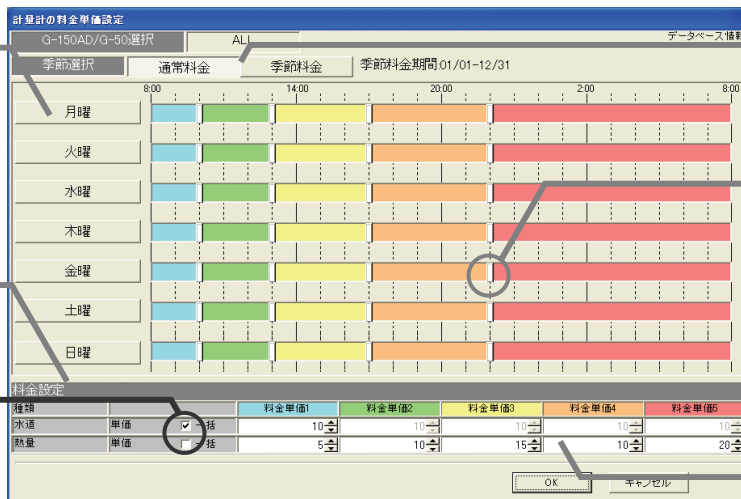 計量計の料金単価設定
G-150AD/G-50選択 ALL データベース情報
季節選択 通常料金 季節料金 季節料金期間:01/01-12/31
8:00 14:00 20:00 2:00 8:00
月曜
火曜
水曜
木曜
金曜
土曜
日曜
料金設定
種類 料金単価1 料金単価2 料金単価3 料金単価4 料金単価5
水道 単価 一括 10 10 10 10 10
熱量 単価 一括 5 10 15 10 20
OK キャンセル